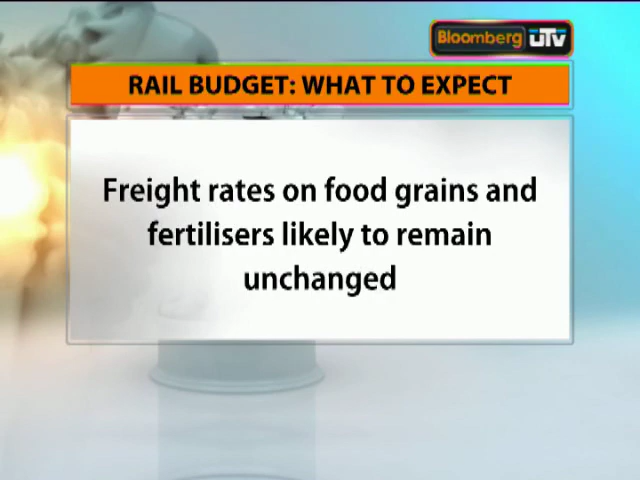 Bloomberg UTV
RAIL BUDGET: WHAT TO EXPECT
Freight rates on food grains and
fertilisers likely to remain
unchanged